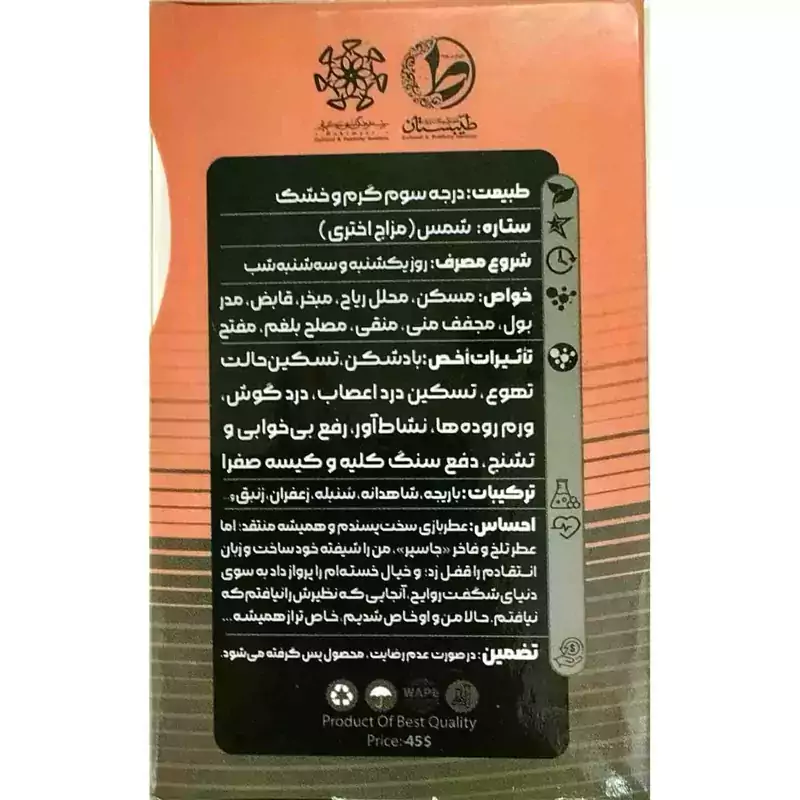 طبیستان
طبیعت: درجه سوم گرم و خشک
ستاره: شمس (مزاج اختری)
شروع مصرف: روز یکشنبه و سه‌شنبه شب
خواص: مسکن، محلل ریاح، مبخر، قابض، مدر
بول، مجفف منی، منقی، مصلح بلغم، مفتح
تأثیرات اخص: بادشکن، تسکین حالت
تهوع، تسکین درد اعصاب، درد گوش،
ورم روده‌ها، نشاط‌آور، رفع بی‌خوابی و
تشنج، دفع سنگ کلیه و کیسه صفرا
ترکیبات: باریجه، شاهدانه، سنبله، زعفران، زنبق و...
احساس: عطربازی سخت‌پسندم و همیشه منتقد؛ اما
عطر تلخ و فاخر «جاسپر»، من را شیفته خود ساخت و زبان
انتقادم را قفل زد؛ و خیال خسته‌ام را پرواز داد به سوی
دنیای شگفت روایح، آنجایی که نظیرش را نیافتم که
نیافتم. حالا من و او خاص شدیم، خاص تر از همیشه ...
تضمین: در صورت عدم رضایت، محصول پس گرفته می‌شود.
WAPE
Product Of Best Quality
Price: 45$